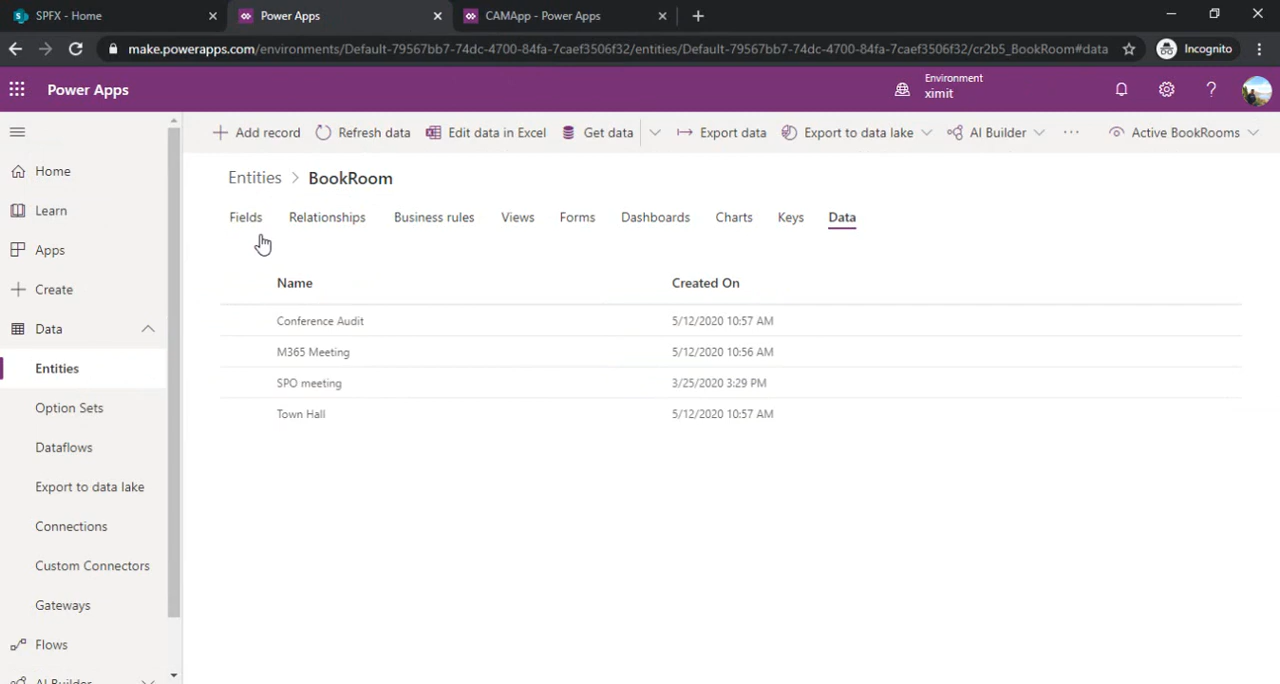 SPFX - Home
Power Apps
CAMApp - Power Apps
make.powerapps.com/environments/Default-79567bb7-74dc-4700-84fa-7caef3506f32/entities/Default-79567bb7-74dc-4700-84fa-7caef3506f32/cr2b5_BookRoom#data
Incognito
Power Apps
Environment
ximit
Add record
Refresh data
Edit data in Excel
Get data
Export data
Export to data lake
AI Builder
Active BookRooms
Home
Learn
Apps
Create
Data
Entities
Option Sets
Dataflows
Export to data lake
Connections
Custom Connectors
Gateways
Flows
AI Builder
Entities > BookRoom
Fields
Relationships
Business rules
Views
Forms
Dashboards
Charts
Keys
Data
Name Created On
Conference Audit 5/12/2020 10:57 AM
M365 Meeting 5/12/2020 10:56 AM
SPO meeting 3/25/2020 3:29 PM
Town Hall 5/12/2020 10:57 AM